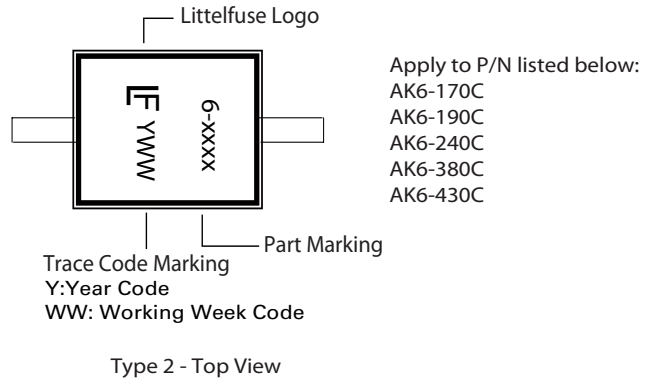 Littelfuse Logo
LF YWW
6-xxxx
Apply to P/N listed below:
AK6-170C
AK6-190C
AK6-240C
AK6-380C
AK6-430C
Part Marking
Trace Code Marking
Y:Year Code
WW: Working Week Code
Type 2 - Top View